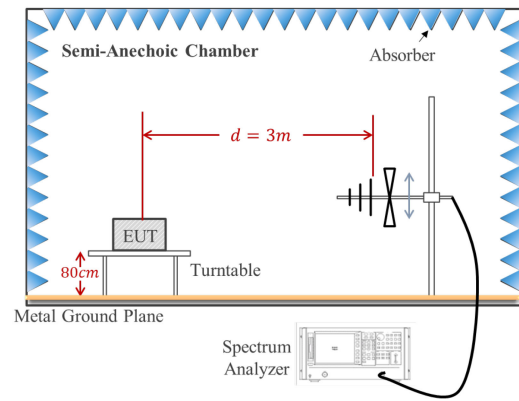 Semi-Anechoic Chamber
Absorber
d = 3m
EUT
80cm
Turntable
Metal Ground Plane
Spectrum
Analyzer